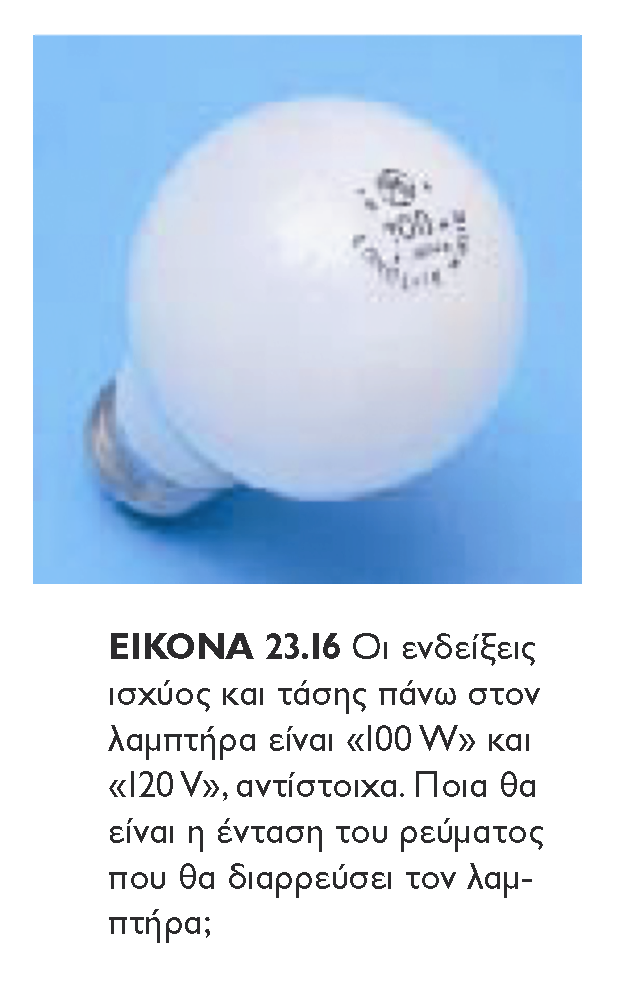 100
ΕΙΚΟΝΑ 23.16 Οι ενδείξεις
ισχύος και τάσης πάνω στον
λαμπτήρα είναι «100 W» και
«120 V», αντίστοιχα. Ποια θα
είναι η ένταση του ρεύματος
που θα διαρρεύσει τον λαμ-
πτήρα;